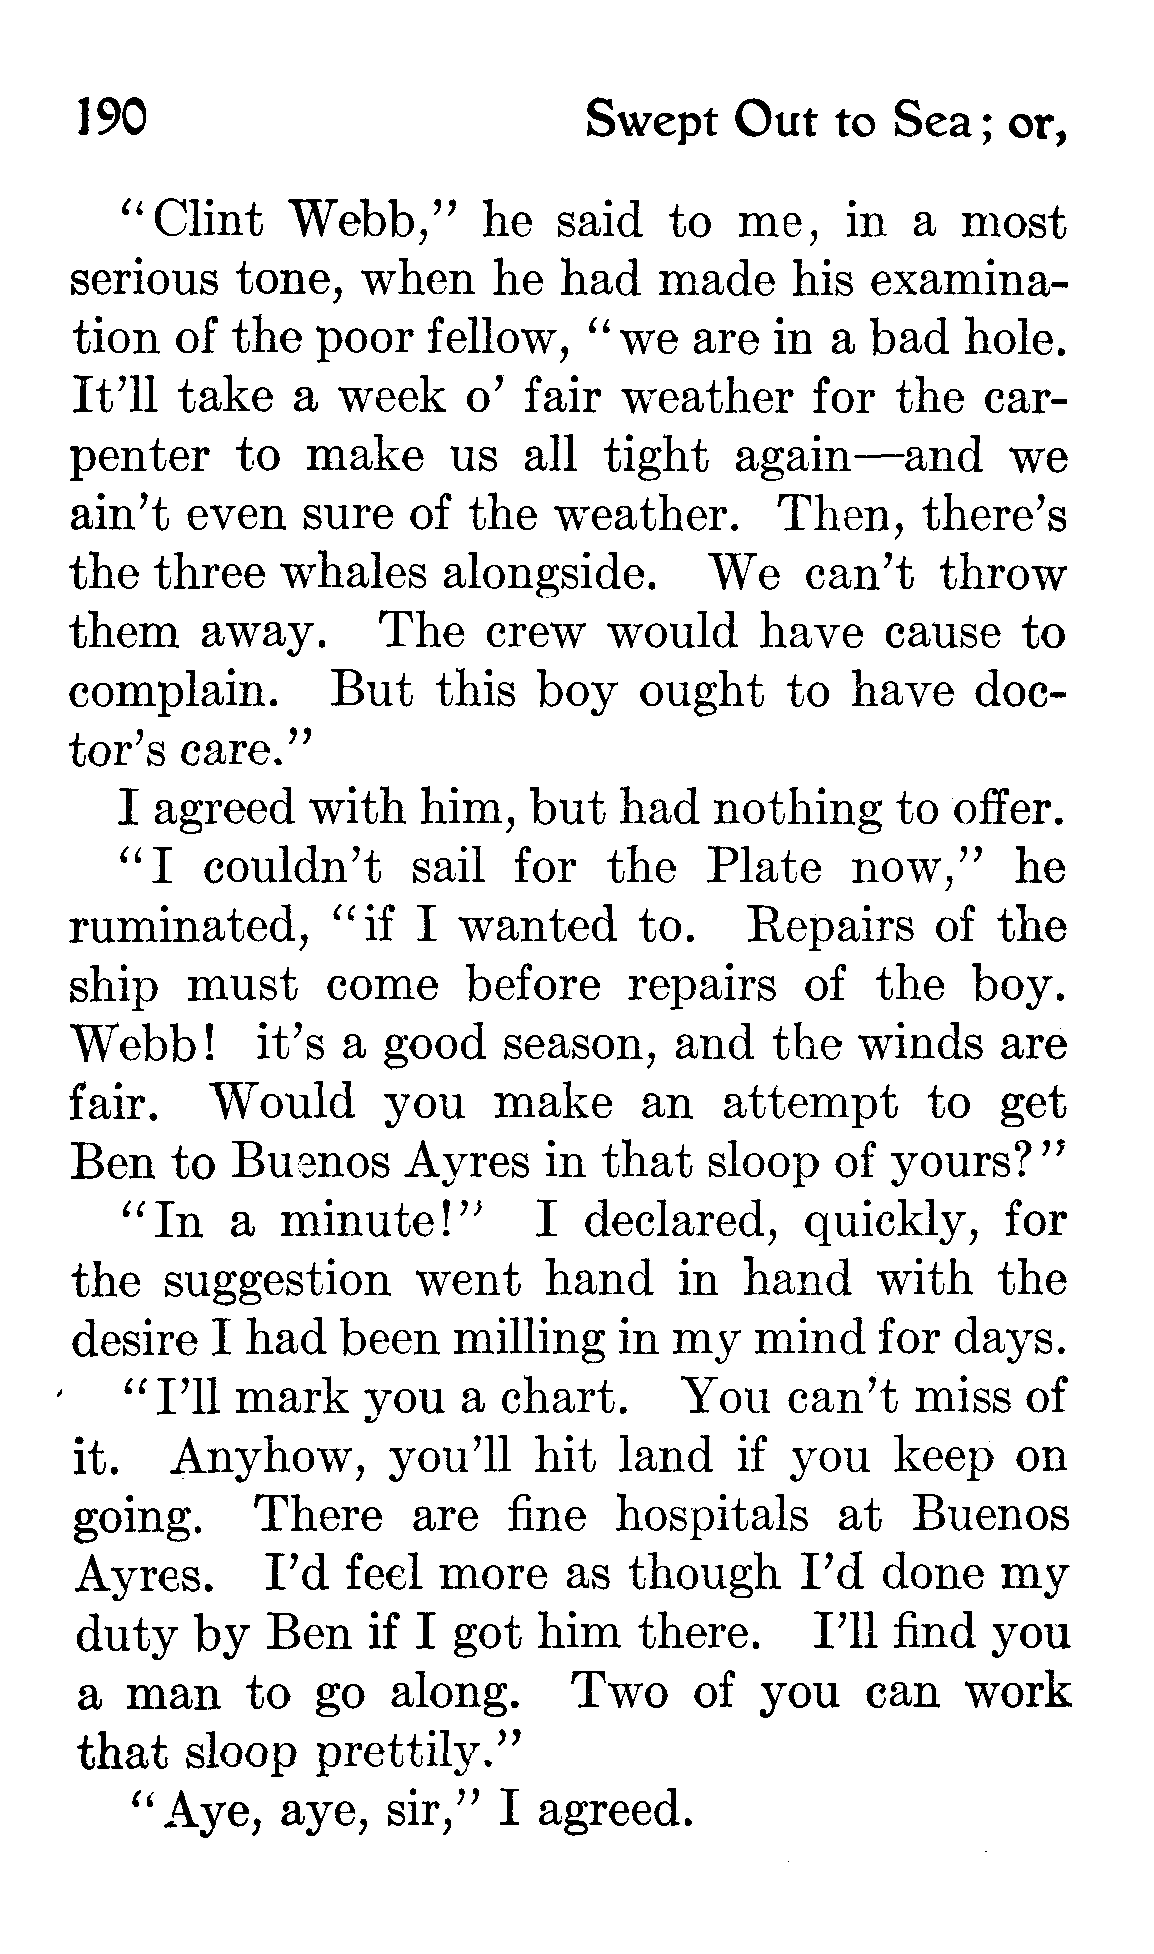 190 Swept Out to Sea; or,
"Clint Webb," he said to me, in a most
serious tone, when he had made his examina-
tion of the poor fellow, "we are in a bad hole.
It'll take a week o' fair weather for the car-
penter to make us all tight again—and we
ain't even sure of the weather. Then, there's
the three whales alongside. We can't throw
them away. The crew would have cause to
complain. But this boy ought to have doc-
tor's care."
I agreed with him, but had nothing to offer.
"I couldn't sail for the Plate now," he
ruminated, "if I wanted to. Repairs of the
ship must come before repairs of the boy.
Webb! it's a good season, and the winds are
fair. Would you make an attempt to get
Ben to Buenos Ayres in that sloop of yours?"
"In a minute!" I declared, quickly, for
the suggestion went hand in hand with the
desire I had been milling in my mind for days.
"I'll mark you a chart. You can't miss of
it. Anyhow, you'll hit land if you keep on
going. There are fine hospitals at Buenos
Ayres. I'd feel more as though I'd done my
duty by Ben if I got him there. I'll find you
a man to go along. Two of you can work
that sloop prettily."
"Aye, aye, sir," I agreed.